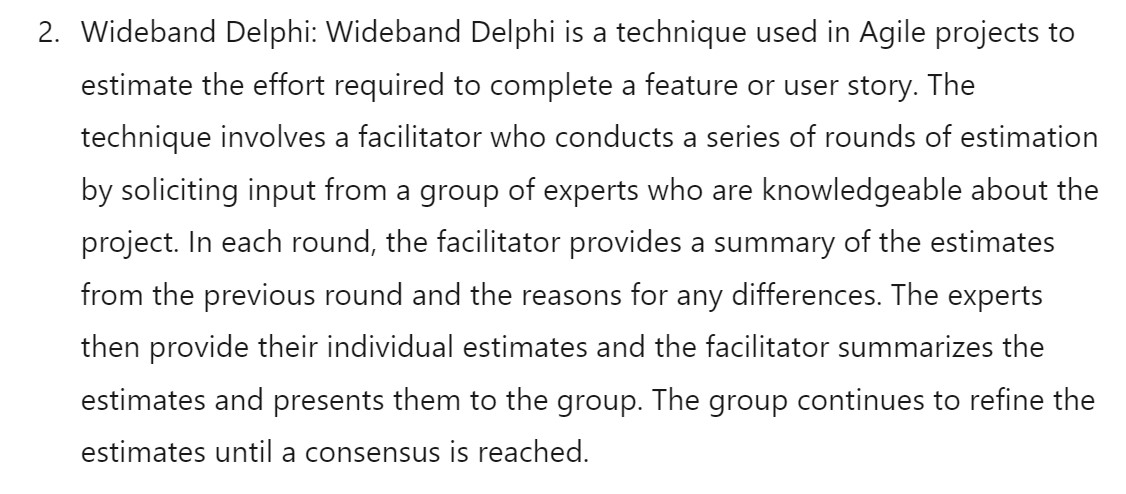 2. Wideband Delphi: Wideband Delphi is a technique used in Agile projects to
estimate the effort required to complete a feature or user story. The
technique involves a facilitator who conducts a series of rounds of estimation
by soliciting input from a group of experts who are knowledgeable about the
project. In each round, the facilitator provides a summary of the estimates
from the previous round and the reasons for any differences. The experts
then provide their individual estimates and the facilitator summarizes the
estimates and presents them to the group. The group continues to refine the
estimates until a consensus is reached.